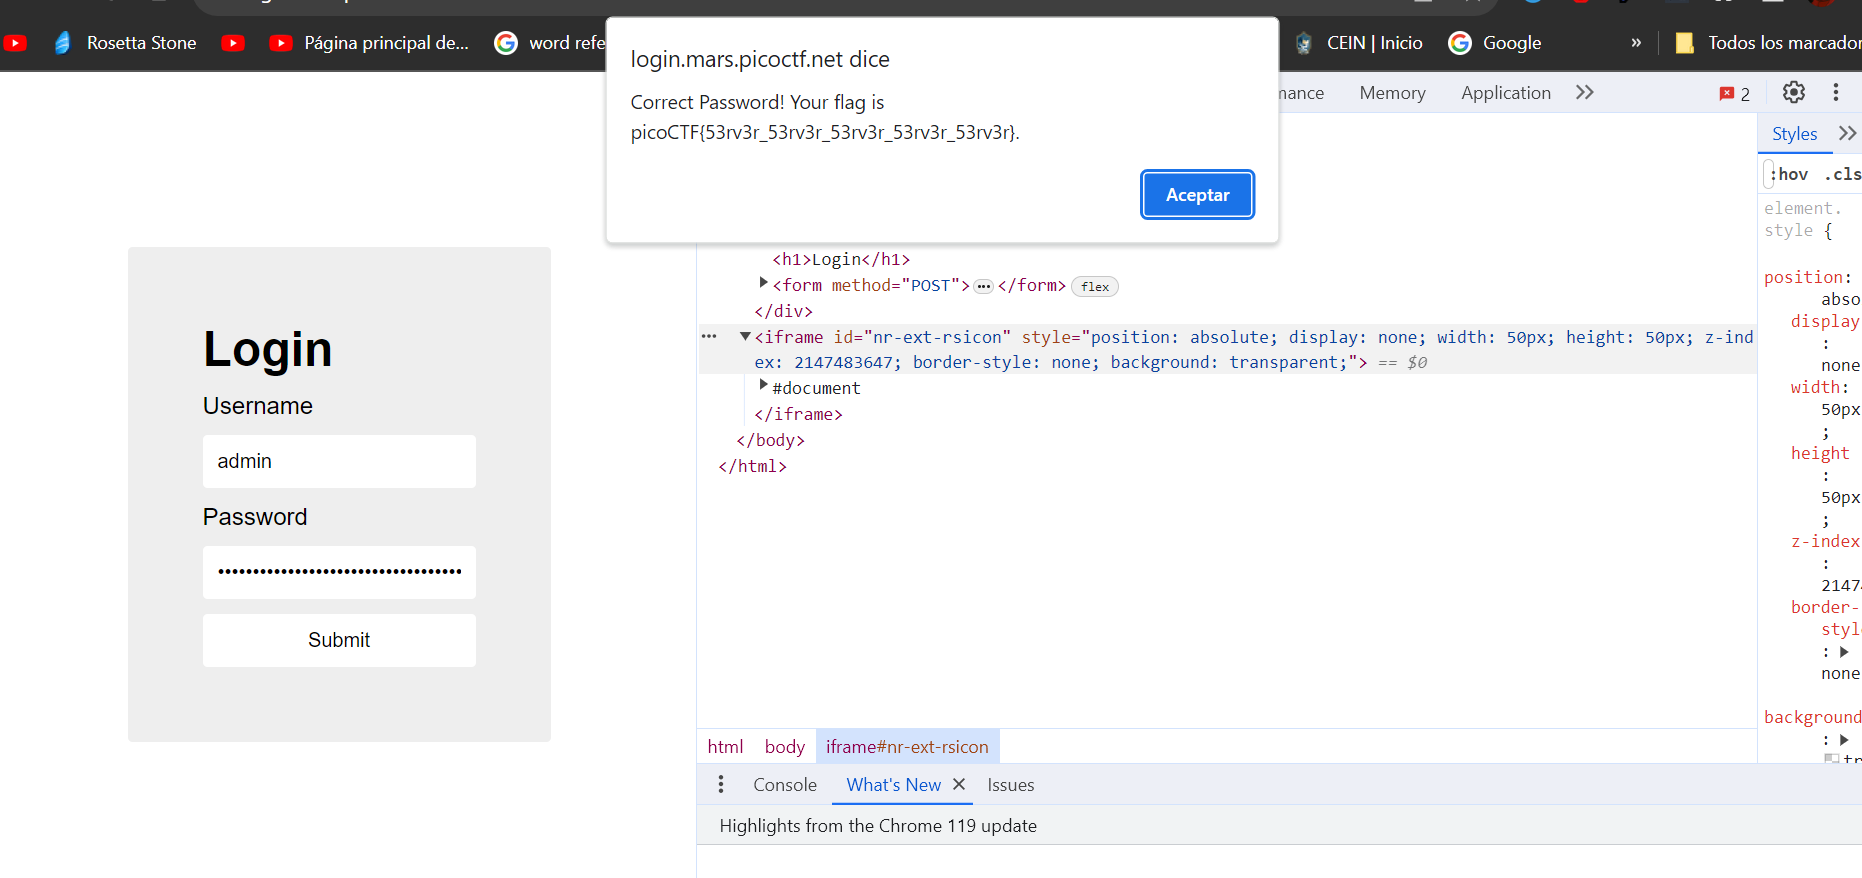 Rosetta Stone
Página principal de...
word refe
CEIN | Inicio
Google
»
Todos los marcador
login.mars.picoctf.net dice
Correct Password! Your flag is
picoCTF{53rv3r_53rv3r_53rv3r_53rv3r_53rv3r}.
Aceptar
Login
Username
admin
Password
••••••••••••••••••••••••••••••••••••
Submit
mance
Memory
Application
2
<h1>Login</h1>
<form method="POST">···</form> flex
</div>
<iframe id="nr-ext-rsicon" style="position: absolute; display: none; width: 50px; height: 50px; z-ind
ex: 2147483647; border-style: none; background: transparent;"> == $0
#document
</iframe>
</body>
</html>
html
body
iframe#nr-ext-rsicon
Console
What's New
Issues
Highlights from the Chrome 119 update
Styles
:hov .cls
element.
style {
position:
abso
display
:
none
width:
50px
;
height
:
50px
;
z-index
:
2147
border-
styl
:
none
background
:
tr